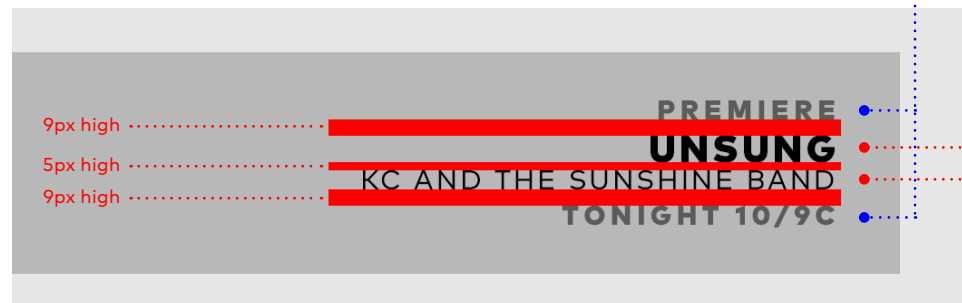 PREMIERE
9px high
UNSUNG
5px high
KC AND THE SUNSHINE BAND
9px high
TONIGHT 10/9C